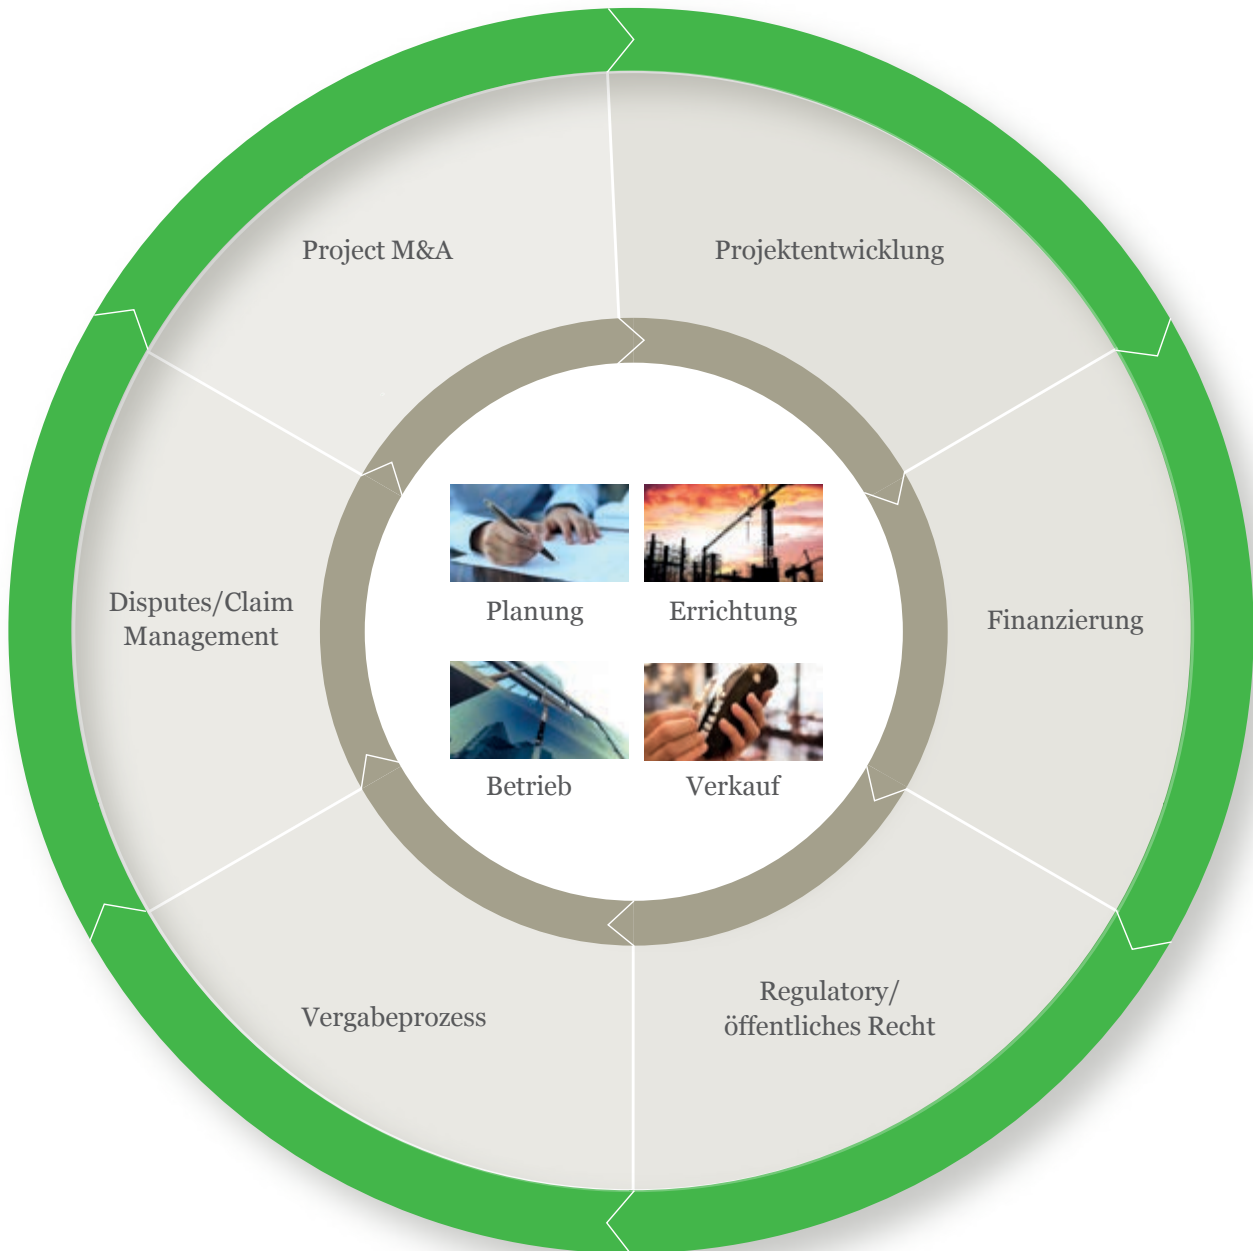 Project M&A
Projektentwicklung
Disputes/Claim
Management
Planung
Errichtung
Finanzierung
Betrieb
Verkauf
Vergabeprozess
Regulatory/
öffentliches Recht